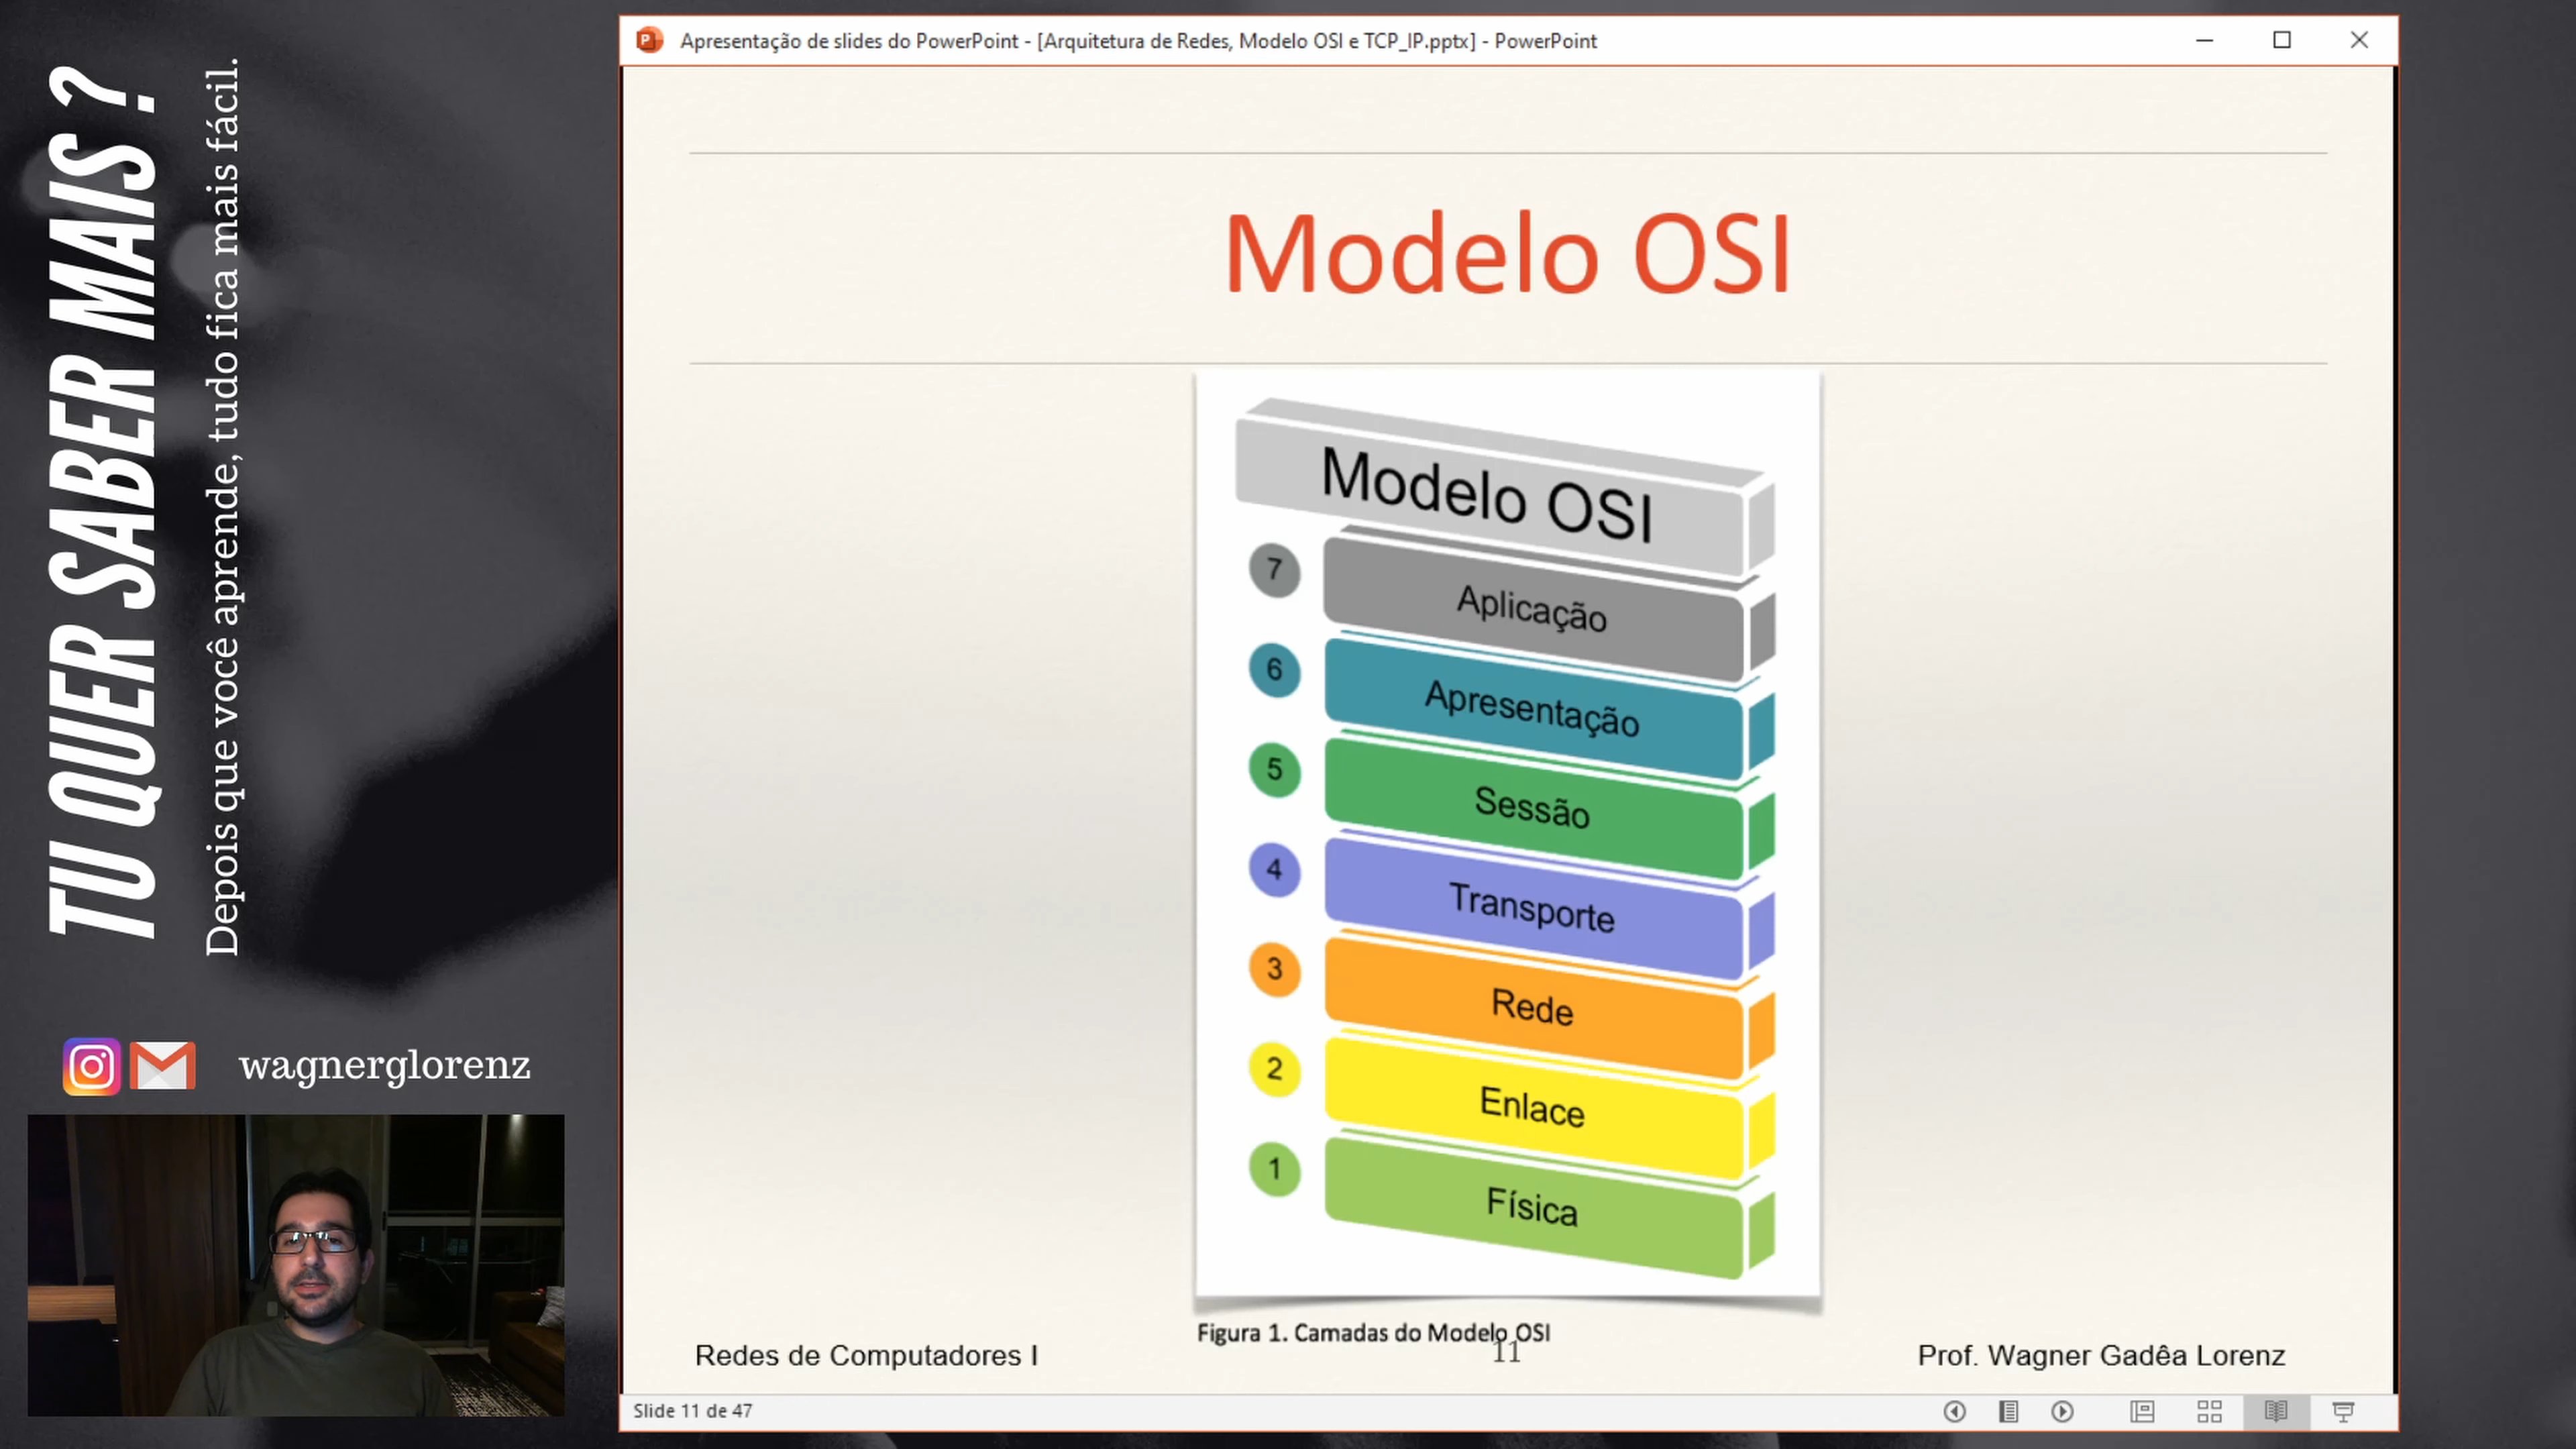 TU QUER SABER MAIS ?
Depois que você aprende, tudo fica mais fácil.
wagnerglorenz
Apresentação de slides do PowerPoint - [Arquitetura de Redes, Modelo OSI e TCP_IP.pptx] - PowerPoint
Modelo OSI
Modelo OSI
7 Aplicação
6 Apresentação
5 Sessão
4 Transporte
3 Rede
2 Enlace
1 Física
Figura 1. Camadas do Modelo OSI
Redes de Computadores I
11
Prof. Wagner Gadêa Lorenz
Slide 11 de 47